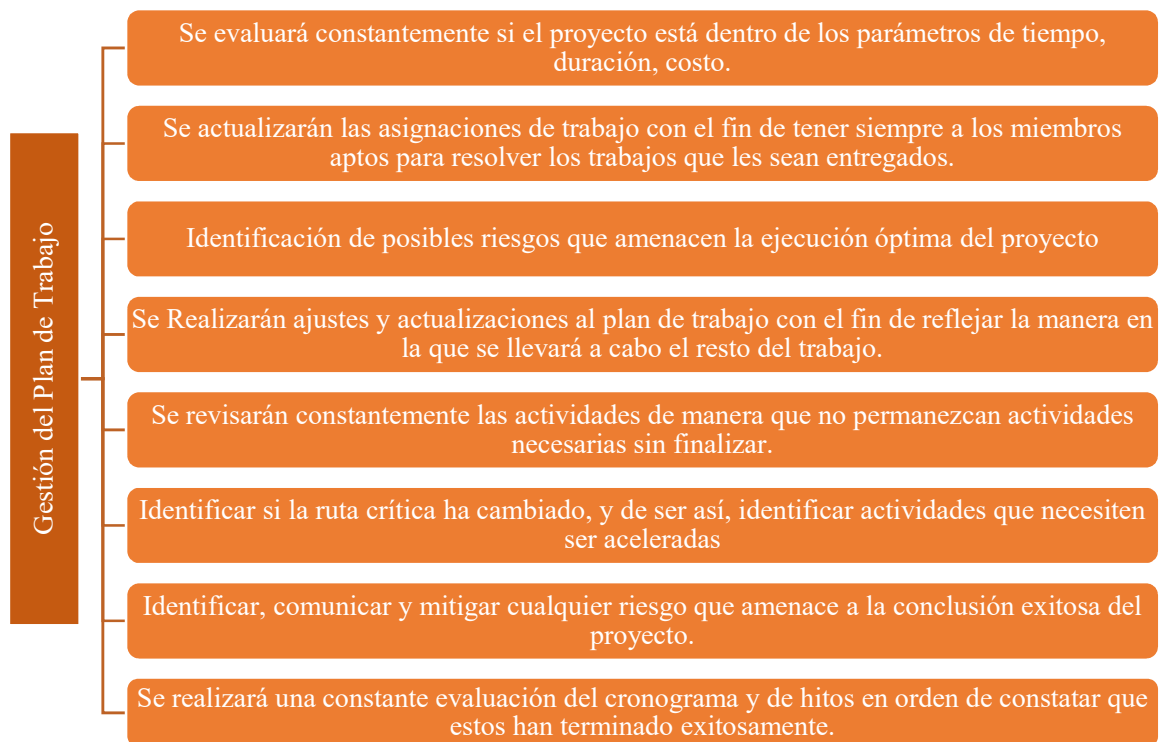 Gestión del Plan de Trabajo
Se evaluará constantemente si el proyecto está dentro de los parámetros de tiempo,
duración, costo.
Se actualizarán las asignaciones de trabajo con el fin de tener siempre a los miembros
aptos para resolver los trabajos que les sean entregados.
Identificación de posibles riesgos que amenacen la ejecución óptima del proyecto
Se Realizarán ajustes y actualizaciones al plan de trabajo con el fin de reflejar la manera en
la que se llevará a cabo el resto del trabajo.
Se revisarán constantemente las actividades de manera que no permanezcan actividades
necesarias sin finalizar.
Identificar si la ruta crítica ha cambiado, y de ser así, identificar actividades que necesiten
ser aceleradas
Identificar, comunicar y mitigar cualquier riesgo que amenace a la conclusión exitosa del
proyecto.
Se realizará una constante evaluación del cronograma y de hitos en orden de constatar que
estos han terminado exitosamente.